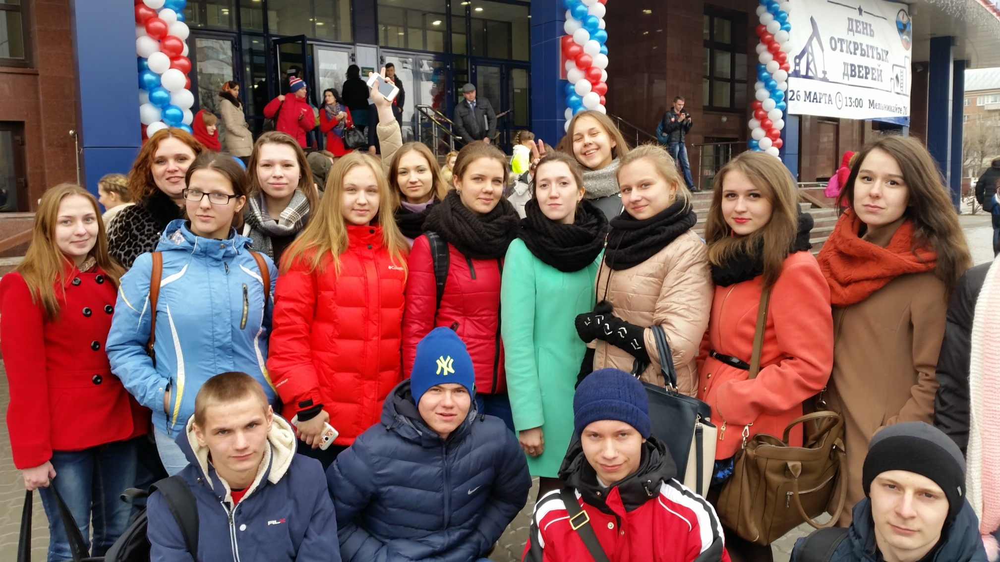 ДЕНЬ
ОТКРЫТЫХ
ДВЕРЕЙ
26 МАРТА 13:00 Мельникайте 70
Columbia
NY
RLX